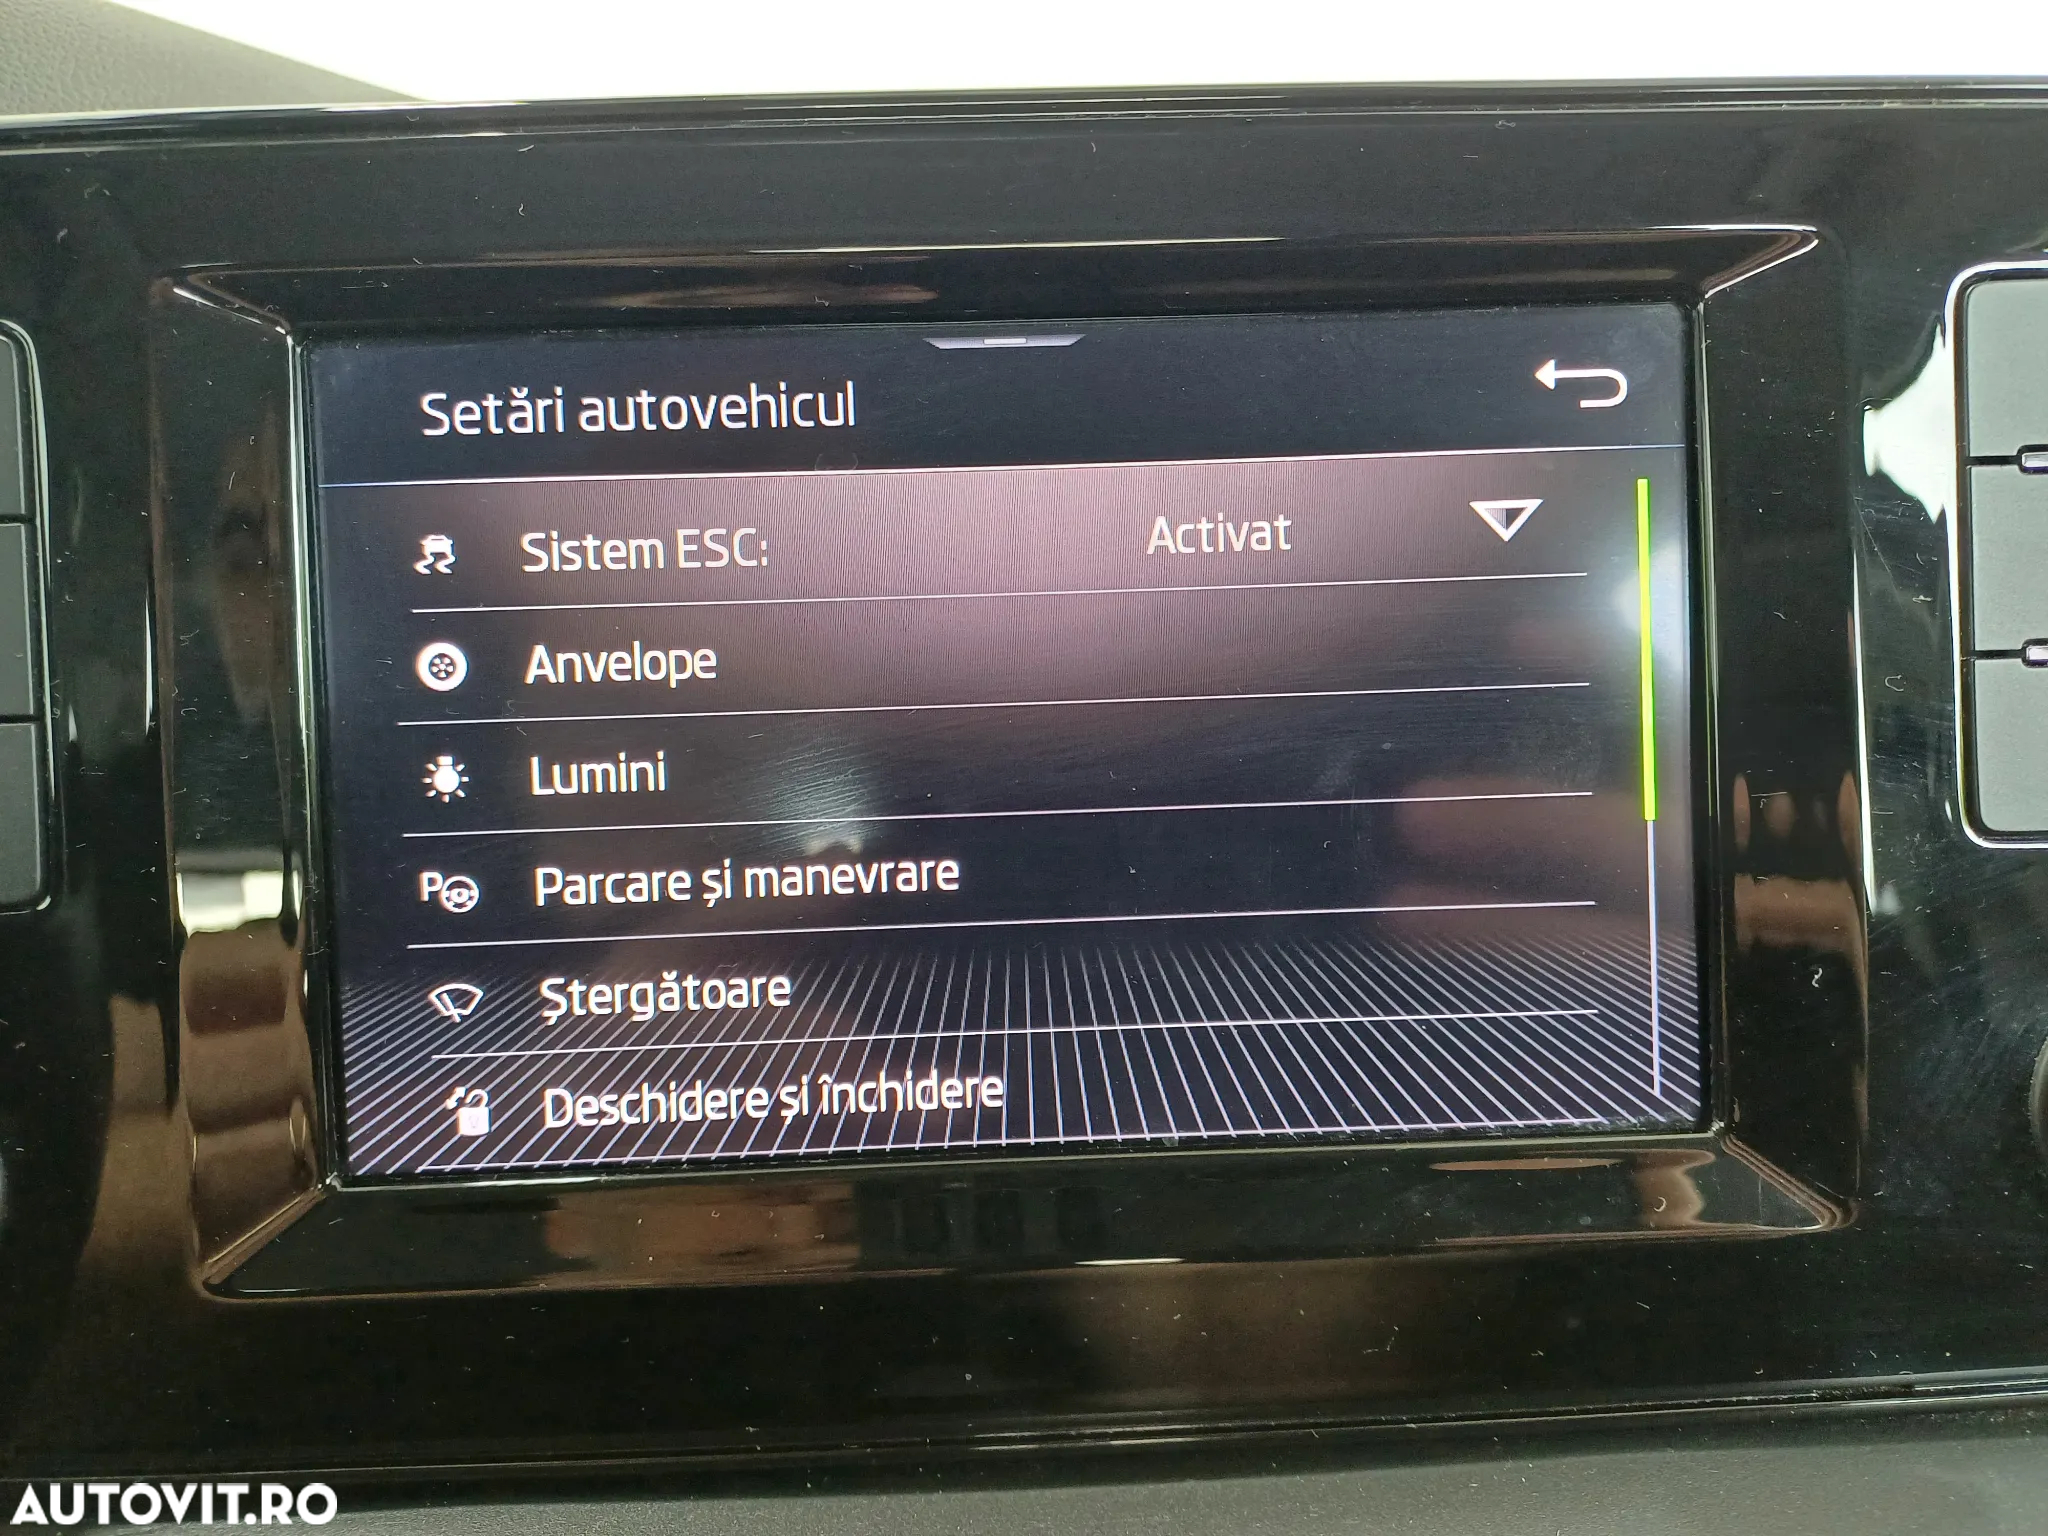 Setări autovehicul
Sistem ESC: Activat
Anvelope
Lumini
P Parcare și manevrare
Ștergătoare
Deschidere și închidere
AUTOVIT.RO